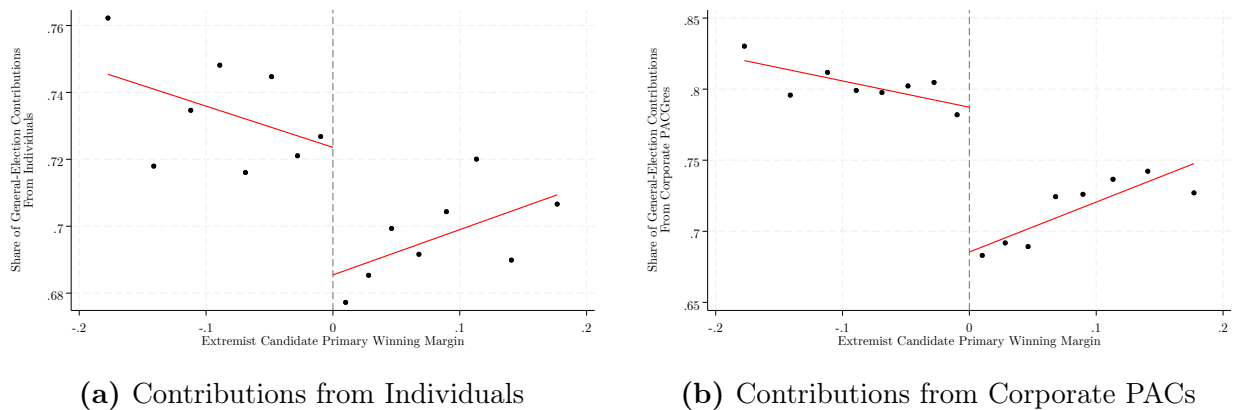 .76
.74
.72
.7
.68
Share of General-Election Contributions
From Individuals
-.2 -.1 0 .1 .2
Extremist Candidate Primary Winning Margin
(a) Contributions from Individuals
.85
.8
.75
.7
.65
Share of General-Election Contributions
From Corporate PACGres
-.2 -.1 0 .1 .2
Extremist Candidate Primary Winning Margin
(b) Contributions from Corporate PACs